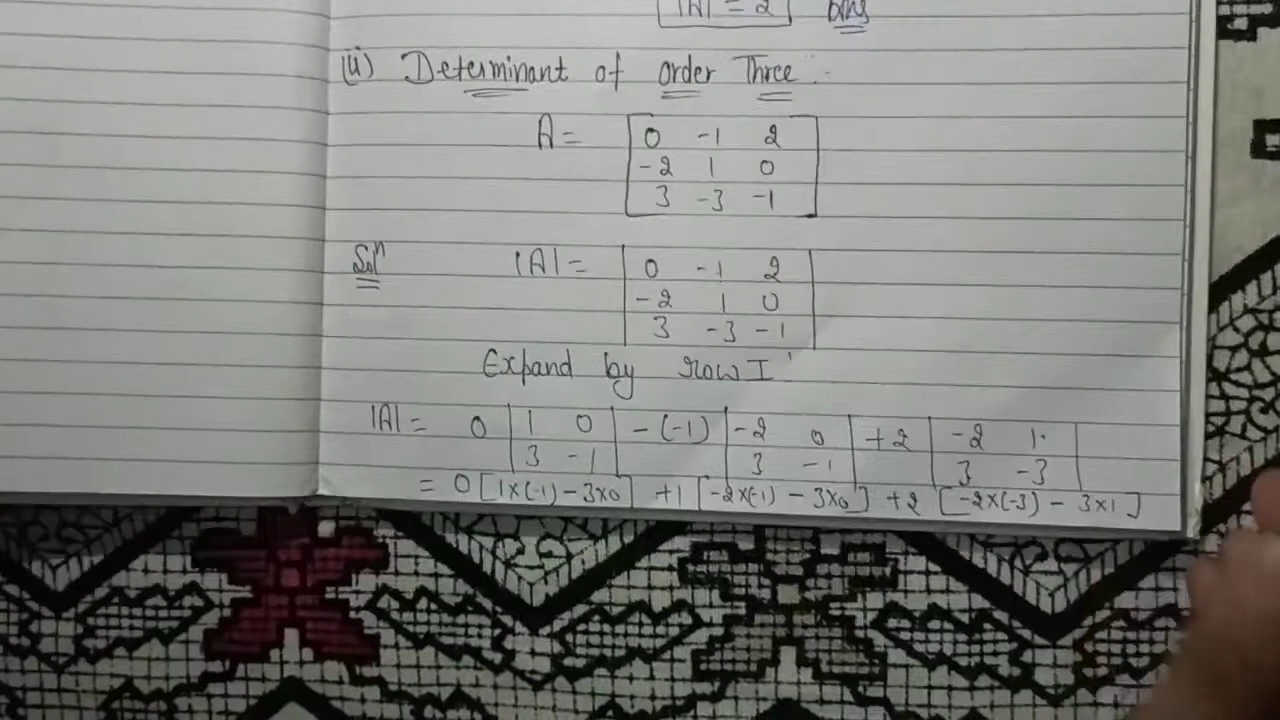 |A| = 2 Ans
(ii) Determinant of order Three :-
A = [ 0 -1 2
-2 1 0
3 -3 -1 ]
Solⁿ |A| = | 0 -1 2
-2 1 0
3 -3 -1 |
Expand by row I
|A| = 0 | 1 0 | - (-1) | -2 0 | + 2 | -2 1 |
| 3 -1 | | 3 -1 | | 3 -3 |
= 0 [1×(-1) - 3×0] + 1 [-2×(-1) - 3×0] + 2 [-2×(-3) - 3×1]